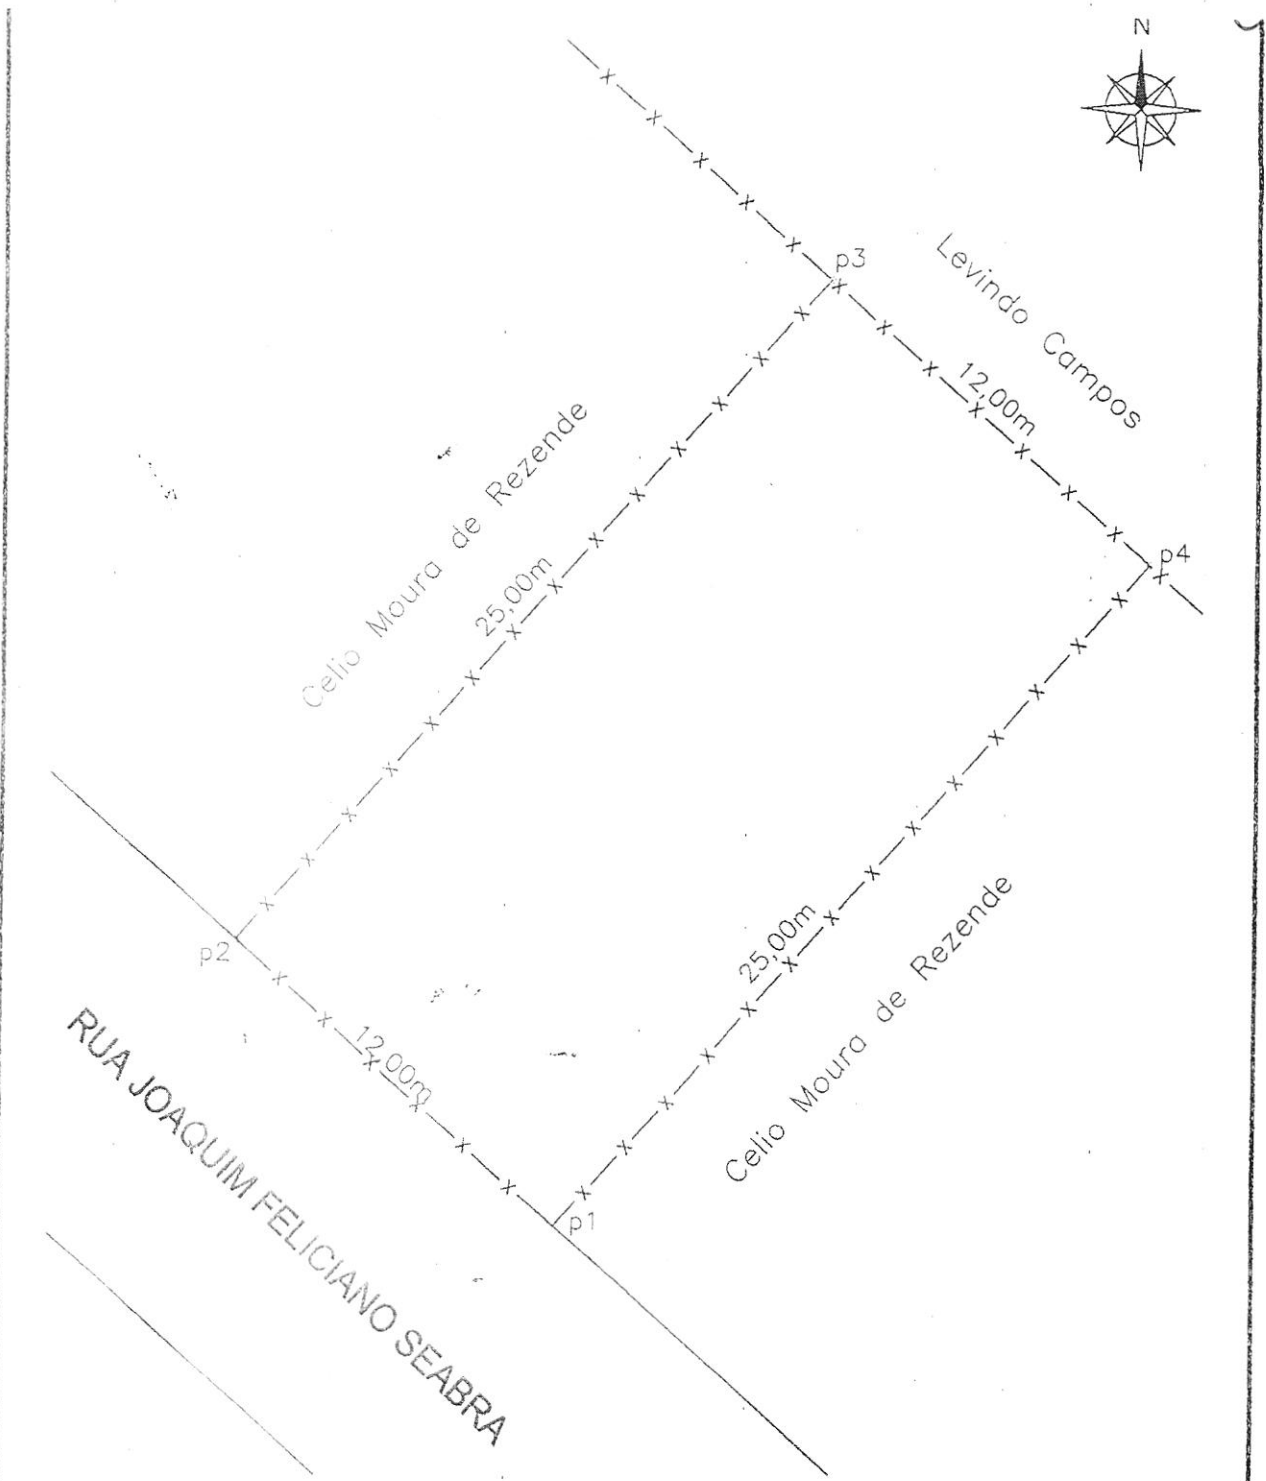 N
p3
Levindo Campos
12,00m
Celio Moura de Rezende
25,00m
p4
p2
12,00m
25,00m
Celio Moura de Rezende
p1
RUA JOAQUIM FELICIANO SEABRA